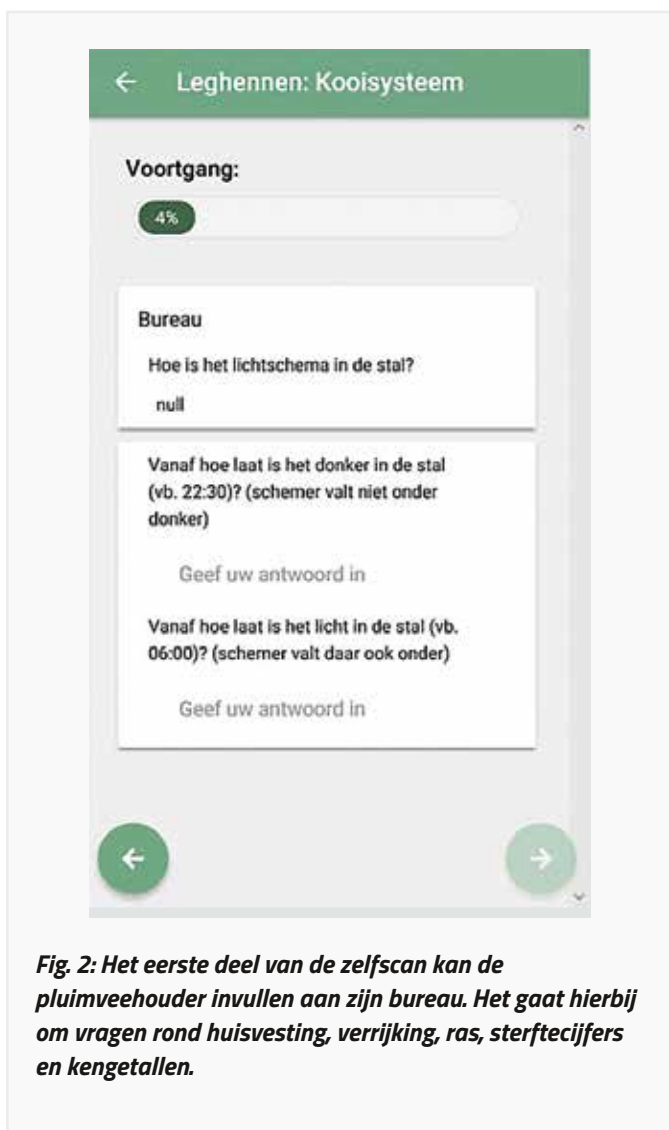 Leghennen: Kooisysteem
Voortgang:
4%
Bureau
Hoe is het lichtschema in de stal?
null
Vanaf hoe laat is het donker in de stal
(vb. 22:30)? (schemer valt niet onder
donker)
Geef uw antwoord in
Vanaf hoe laat is het licht in de stal (vb.
06:00)? (schemer valt daar ook onder)
Geef uw antwoord in
Fig. 2: Het eerste deel van de zelfscan kan de
pluimveehouder invullen aan zijn bureau. Het gaat hierbij
om vragen rond huisvesting, verrijking, ras, sterftecijfers
en kengetallen.